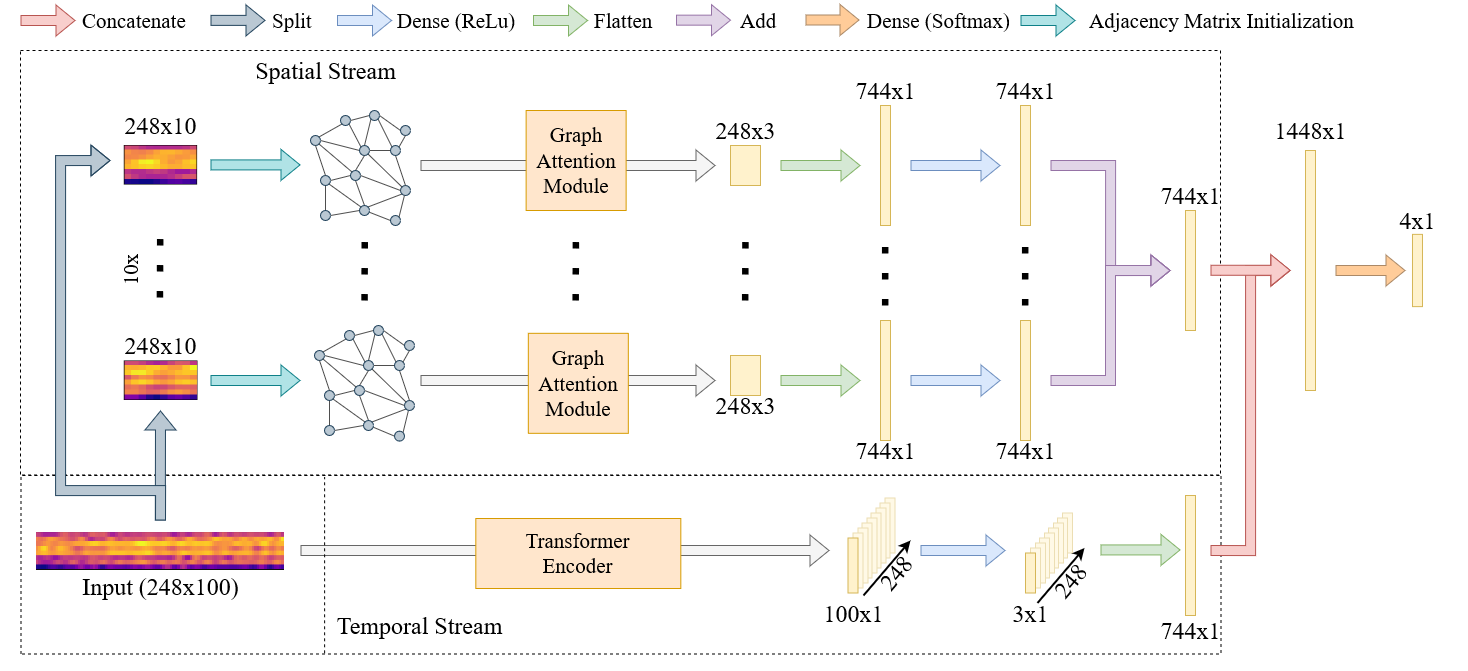 Concatenate
Split
Dense (ReLu)
Flatten
Add
Dense (Softmax)
Adjacency Matrix Initialization
Spatial Stream
248x10
Graph
Attention
Module
248x3
744x1
744x1
10x
744x1
1448x1
4x1
248x10
Graph
Attention
Module
248x3
744x1
744x1
Input (248x100)
Transformer
Encoder
248
100x1
248
3x1
744x1
Temporal Stream